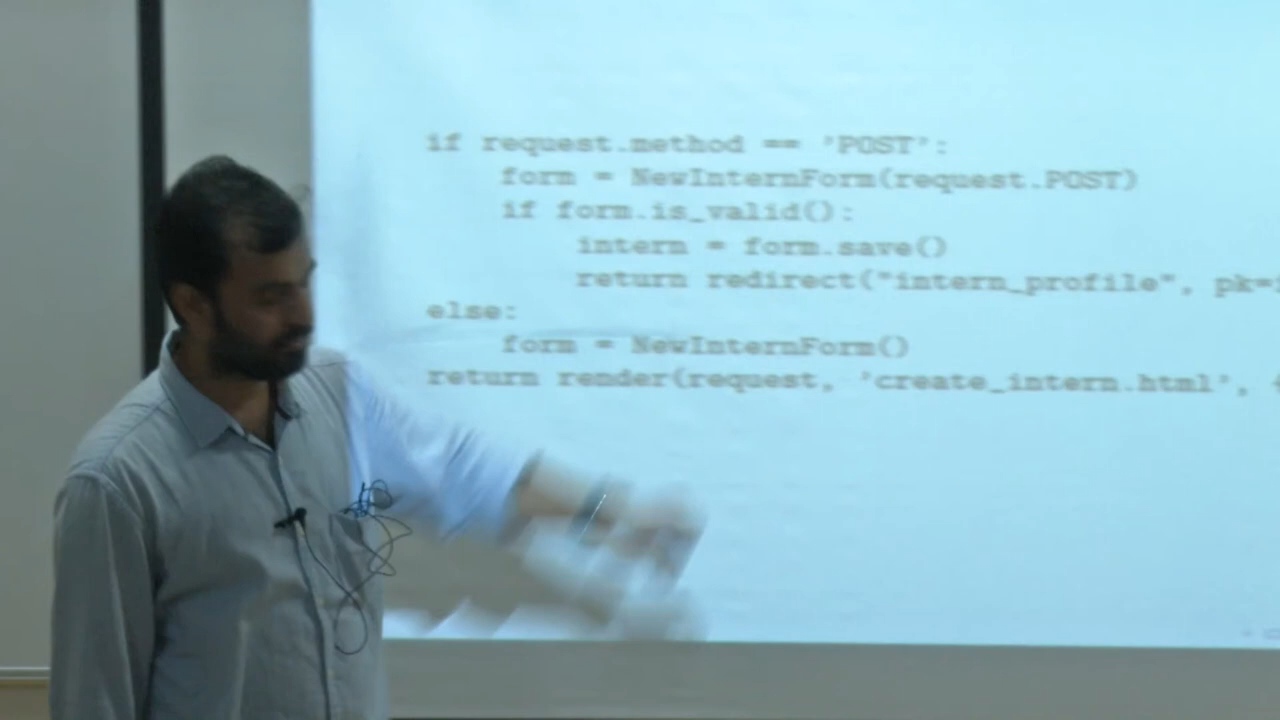 if request.method == 'POST':
form = NewInternForm(request.POST)
if form.is_valid():
intern = form.save()
return redirect("intern_profile", pk=
else:
form = NewInternForm()
return render(request, 'create_intern.html',